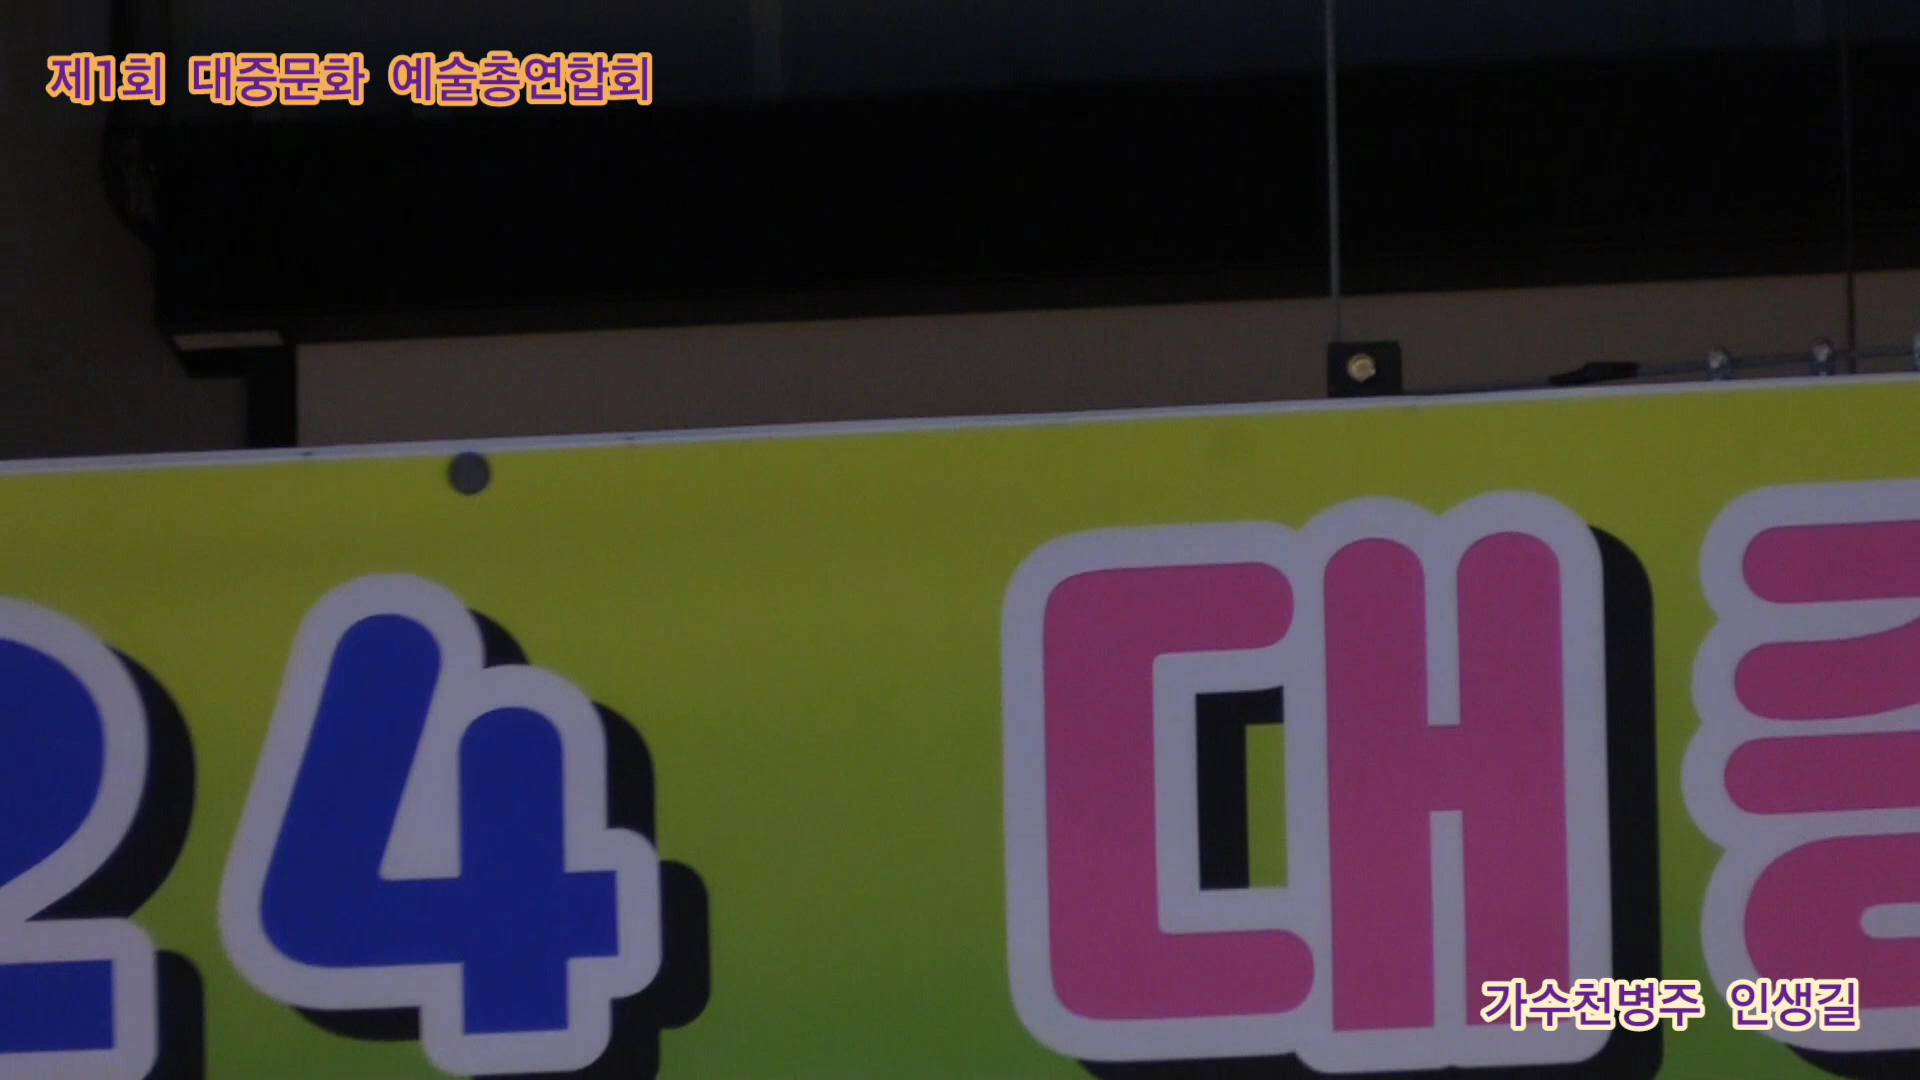 제1회 대중문화 예술총연합회
24 대
가수천병주 인생길